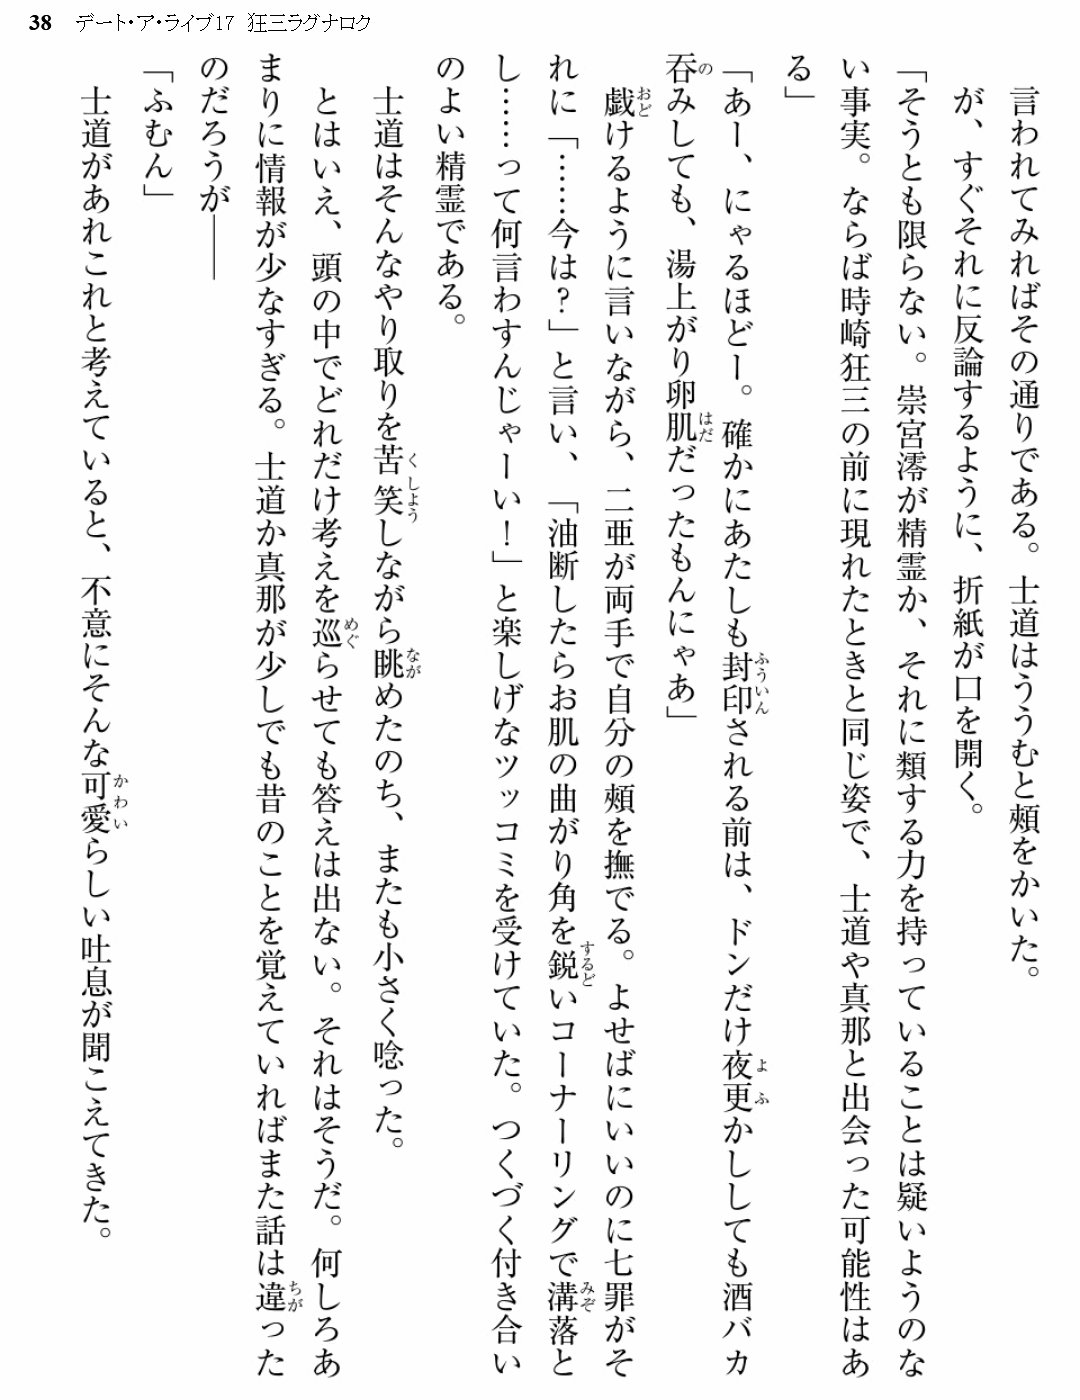 38 デート・ア・ライブ17 狂三ラグナロク
言われてみればその通りである。士道はううむと頰をかいた。
が、すぐそれに反論するように、折紙が口を開く。
「そうとも限らない。崇宮澪が精霊か、それに類する力を持っていることは疑いようのな
い事実。ならば時崎狂三の前に現れたときと同じ姿で、士道や真那と出会った可能性はあ
る」
「あー、にゃるほどー。確かにあたしも封印される前は、ドンだけ夜更かししても酒バカ
呑みしても、湯上がり卵肌だったもんにゃあ」
戯けるように言いながら、二亜が両手で自分の頰を撫でる。よせばにいいのに七罪がそ
れに「……今は?」と言い、「油断したらお肌の曲がり角を鋭いコーナーリングで溝落と
し……って何言わすんじゃーい!」と楽しげなツッコミを受けていた。つくづく付き合い
のよい精霊である。
士道はそんなやり取りを苦笑しながら眺めたのち、またも小さく唸った。
とはいえ、頭の中でどれだけ考えを巡らせても答えは出ない。それはそうだ。何しろあ
まりに情報が少なすぎる。士道か真那が少しでも昔のことを覚えていればまた話は違った
のだろうが――
「ふむん」
士道があれこれと考えていると、不意にそんな可愛らしい吐息が聞こえてきた。